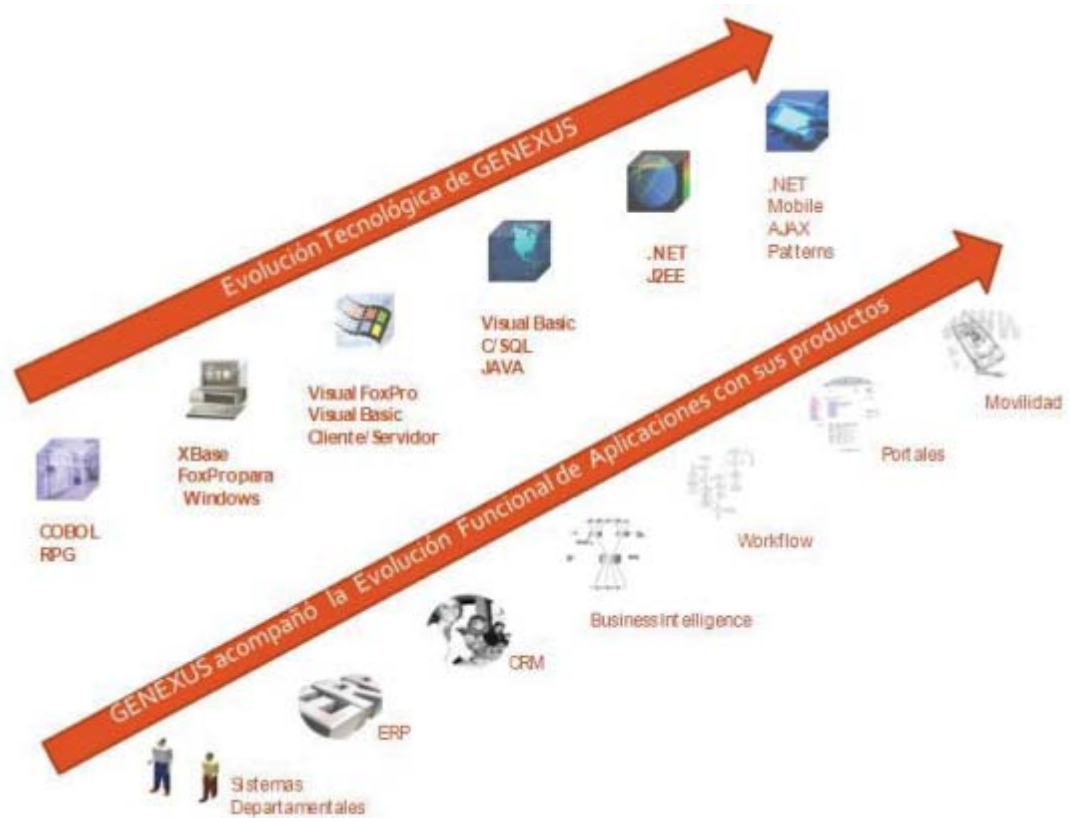 Evolución Tecnológica de GENEXUS
COBOL
RPG
XBase
FoxPropara
Windows
Visual FoxPro
Visual Basic
Cliente/Servidor
Visual Basic
C/SQL
JAVA
.NET
J2EE
.NET
Mobile
AJAX
Patterns
GENEXUS acompañó la Evolución Funcional de Aplicaciones con sus productos
Sistemas
Departamentales
ERP
CRM
Business Intelligence
Workflow
Portales
Movilidad